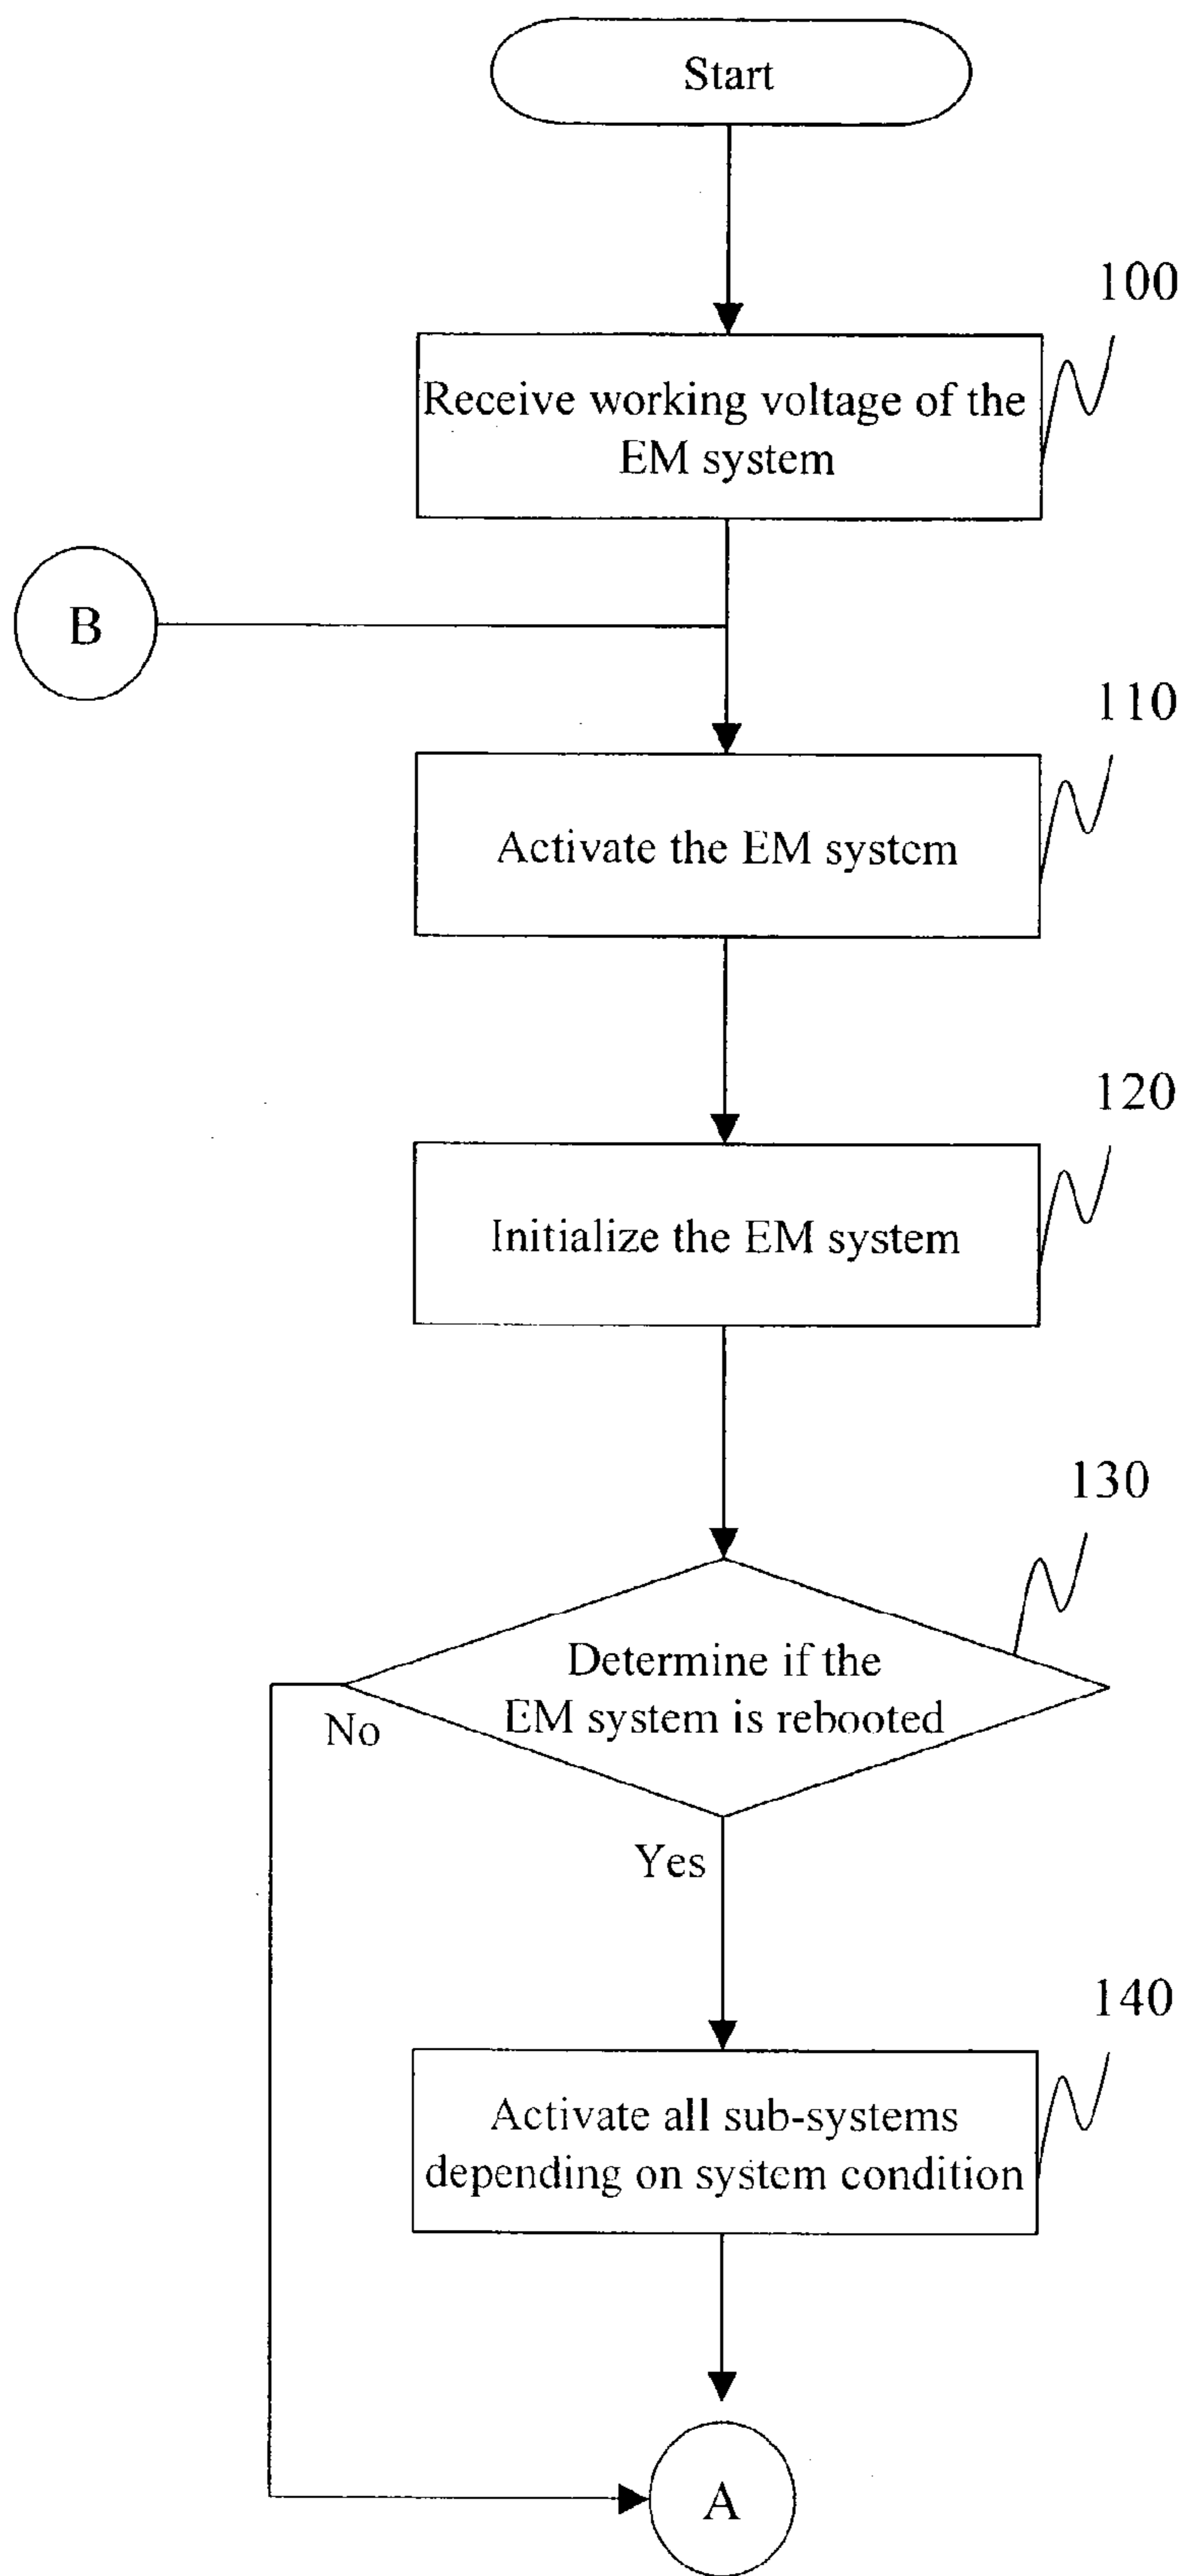 Start
100
Receive working voltage of the
EM system
B
110
Activate the EM system
120
Initialize the EM system
130
Determine if the
EM system is rebooted
No
Yes
140
Activate all sub-systems
depending on system condition
A